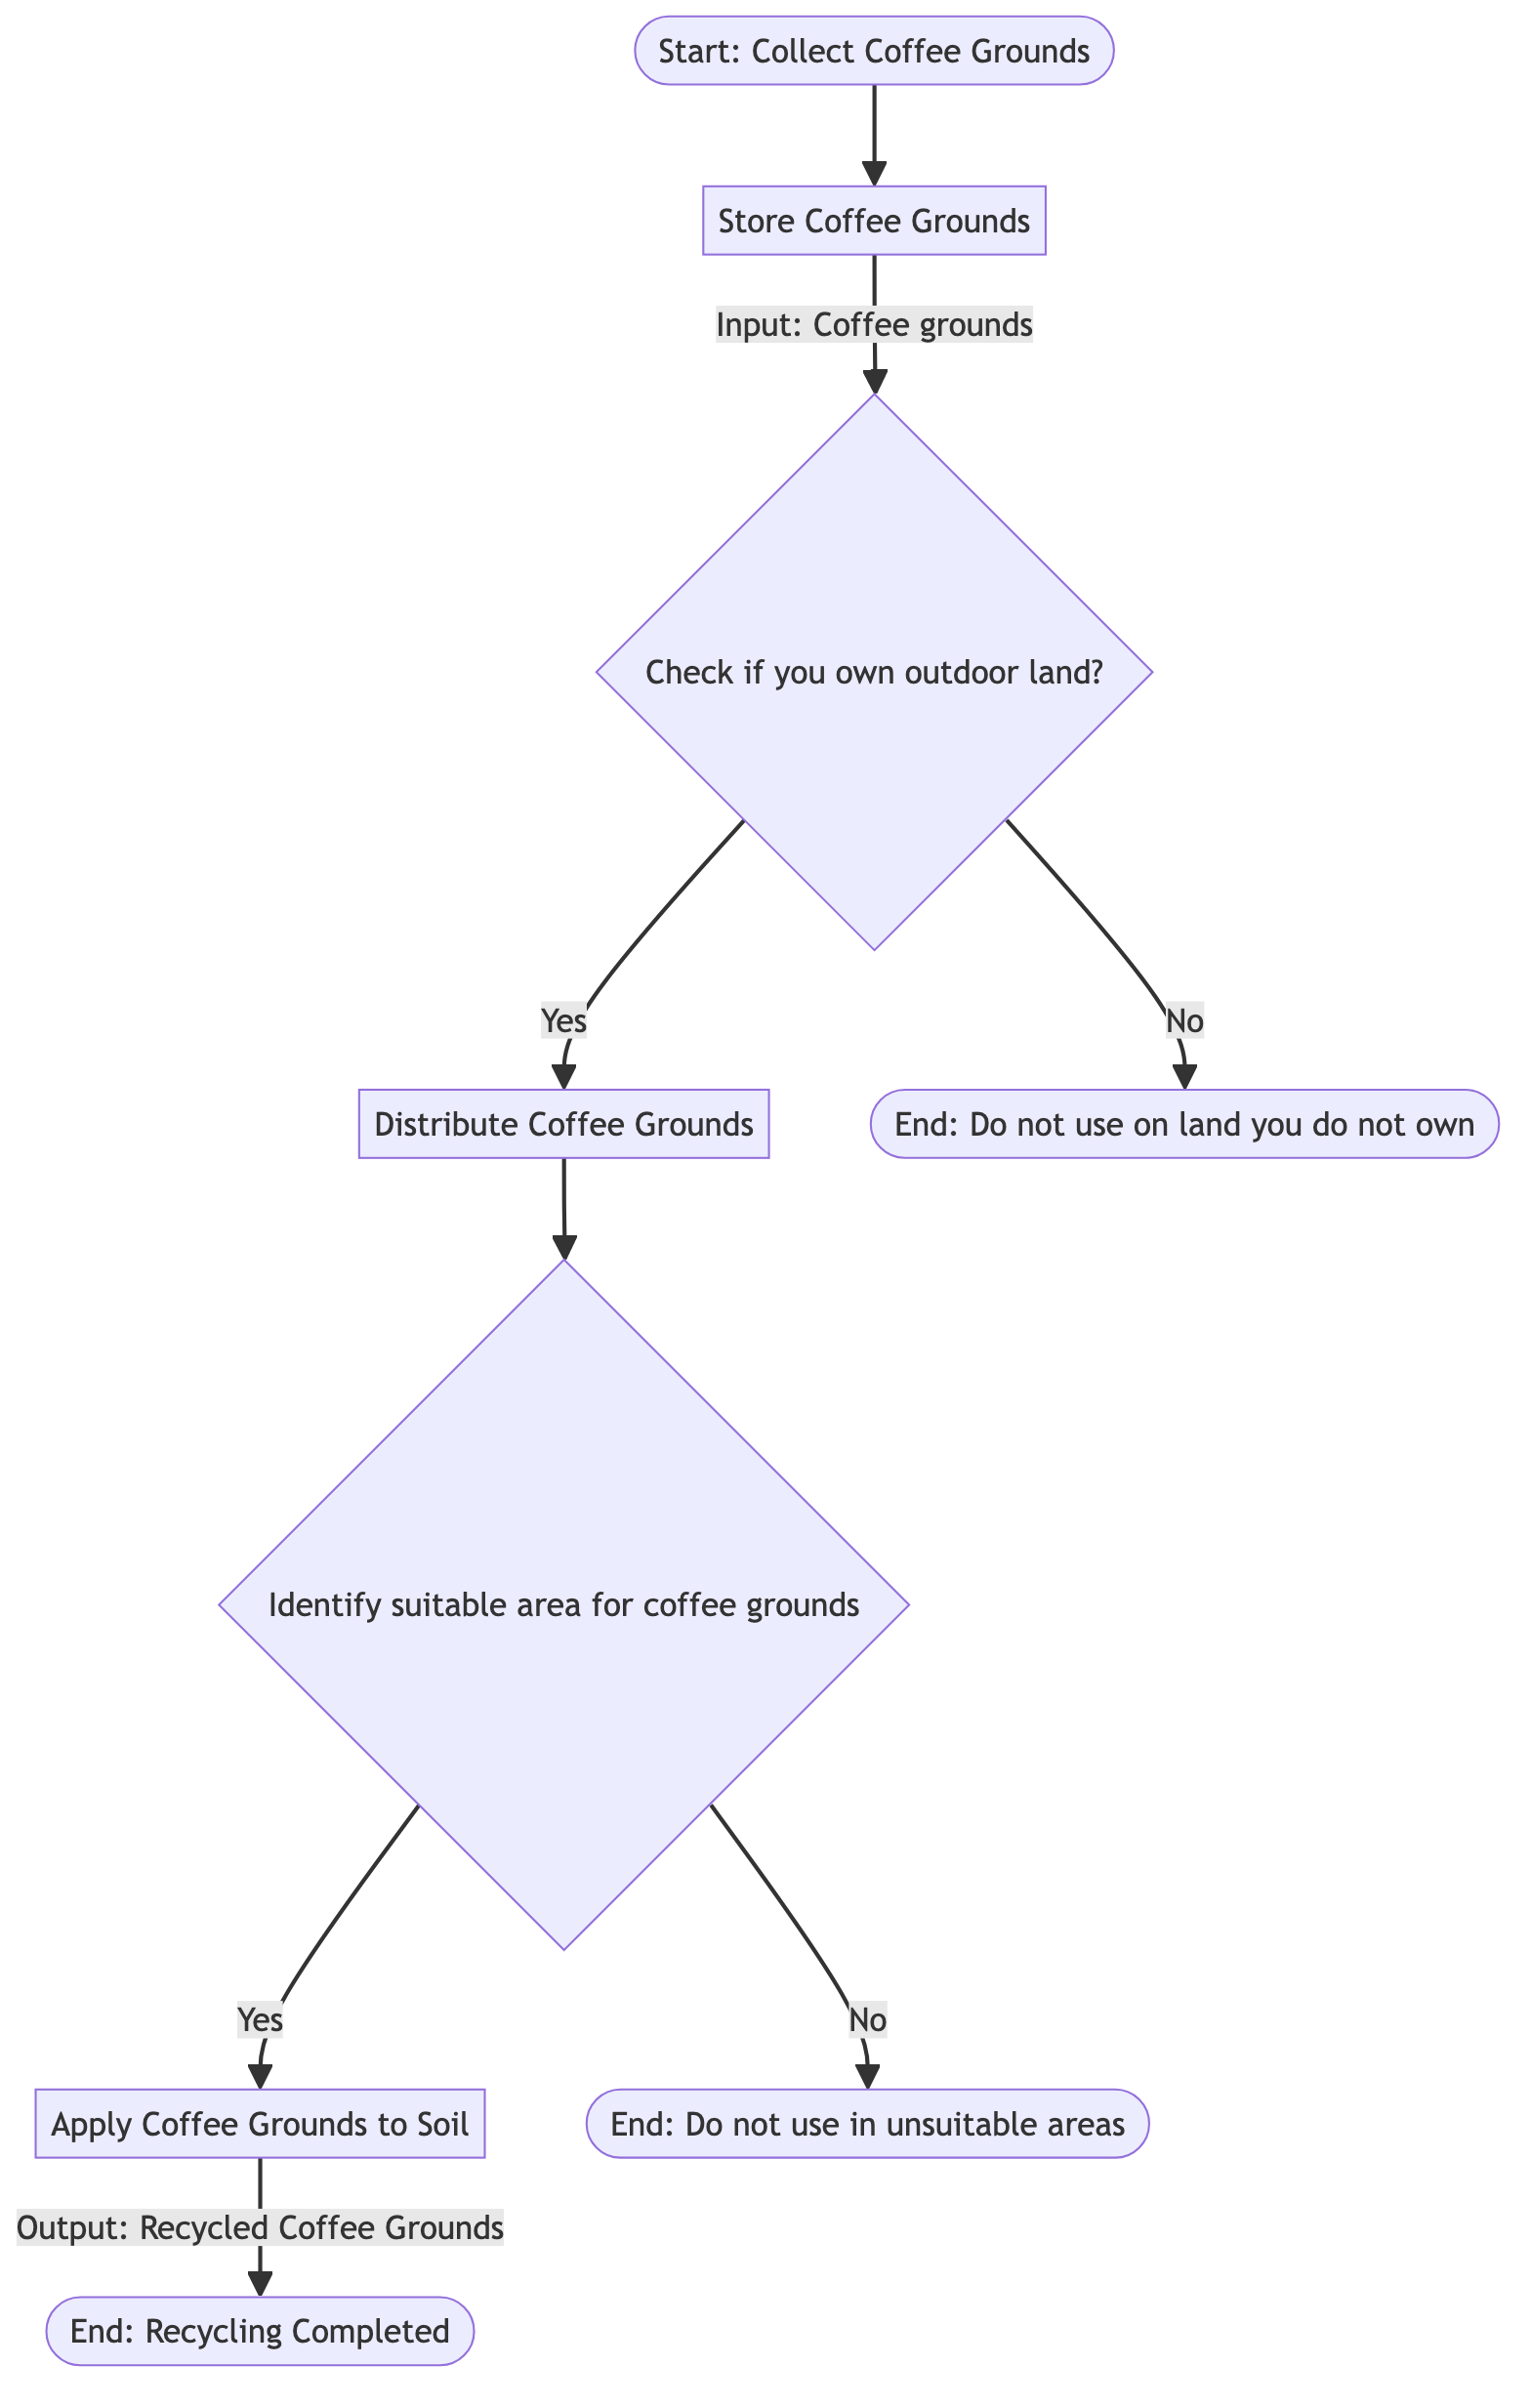 Start: Collect Coffee Grounds
Store Coffee Grounds
Input: Coffee grounds
Check if you own outdoor land?
Yes
No
Distribute Coffee Grounds
End: Do not use on land you do not own
Identify suitable area for coffee grounds
Yes
No
Apply Coffee Grounds to Soil
End: Do not use in unsuitable areas
Output: Recycled Coffee Grounds
End: Recycling Completed